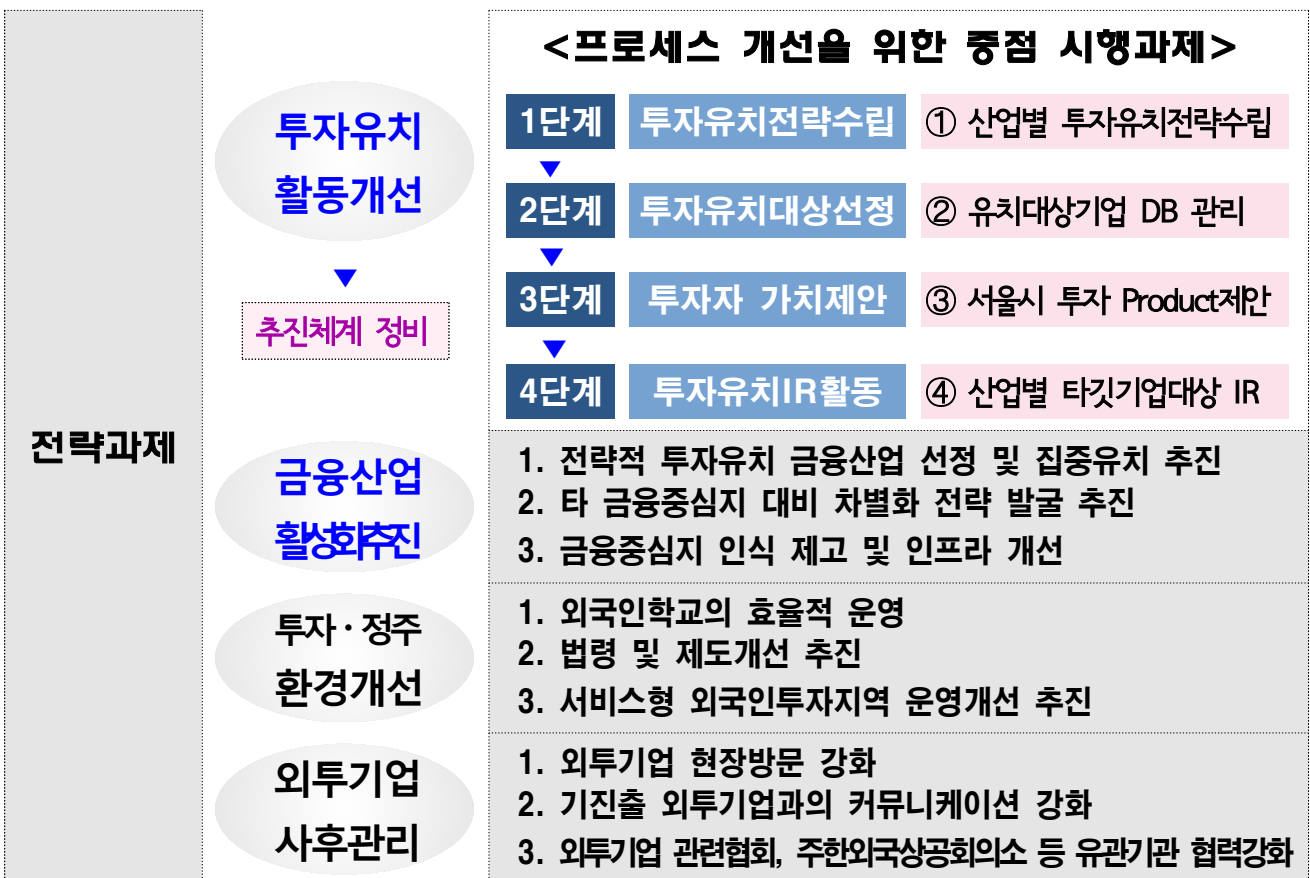 전략과제
투자유치
활동개선
▼
추진체계 정비
<프로세스 개선을 위한 중점 시행과제>
1단계 투자유치전략수립 ① 산업별 투자유치전략수립
▼
2단계 투자유치대상선정 ② 유치대상기업 DB 관리
▼
3단계 투자자 가치제안 ③ 서울시 투자 Product제안
▼
4단계 투자유치IR활동 ④ 산업별 타깃기업대상 IR
금융산업
활성화추진
1. 전략적 투자유치 금융산업 선정 및 집중유치 추진
2. 타 금융중심지 대비 차별화 전략 발굴 추진
3. 금융중심지 인식 제고 및 인프라 개선
투자·정주
환경개선
1. 외국인학교의 효율적 운영
2. 법령 및 제도개선 추진
3. 서비스형 외국인투자지역 운영개선 추진
외투기업
사후관리
1. 외투기업 현장방문 강화
2. 기진출 외투기업과의 커뮤니케이션 강화
3. 외투기업 관련협회, 주한외국상공회의소 등 유관기관 협력강화